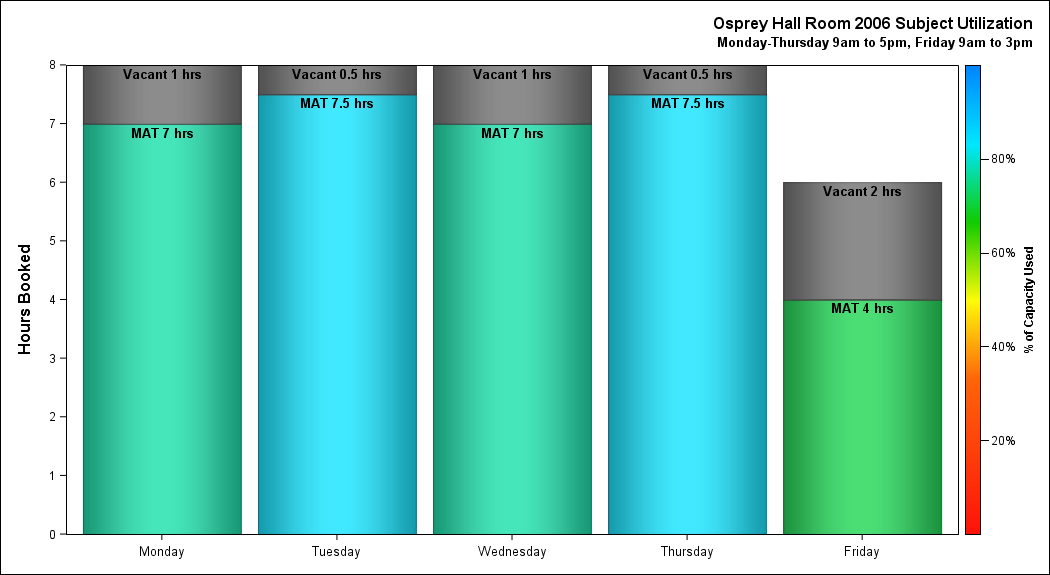 Osprey Hall Room 2006 Subject Utilization
Monday-Thursday 9am to 5pm, Friday 9am to 3pm
Hours Booked
8
7
6
5
4
3
2
1
0
Vacant 1 hrs
MAT 7 hrs
Vacant 0.5 hrs
MAT 7.5 hrs
Vacant 1 hrs
MAT 7 hrs
Vacant 0.5 hrs
MAT 7.5 hrs
Vacant 2 hrs
MAT 4 hrs
Monday
Tuesday
Wednesday
Thursday
Friday
80%
60%
40%
20%
% of Capacity Used